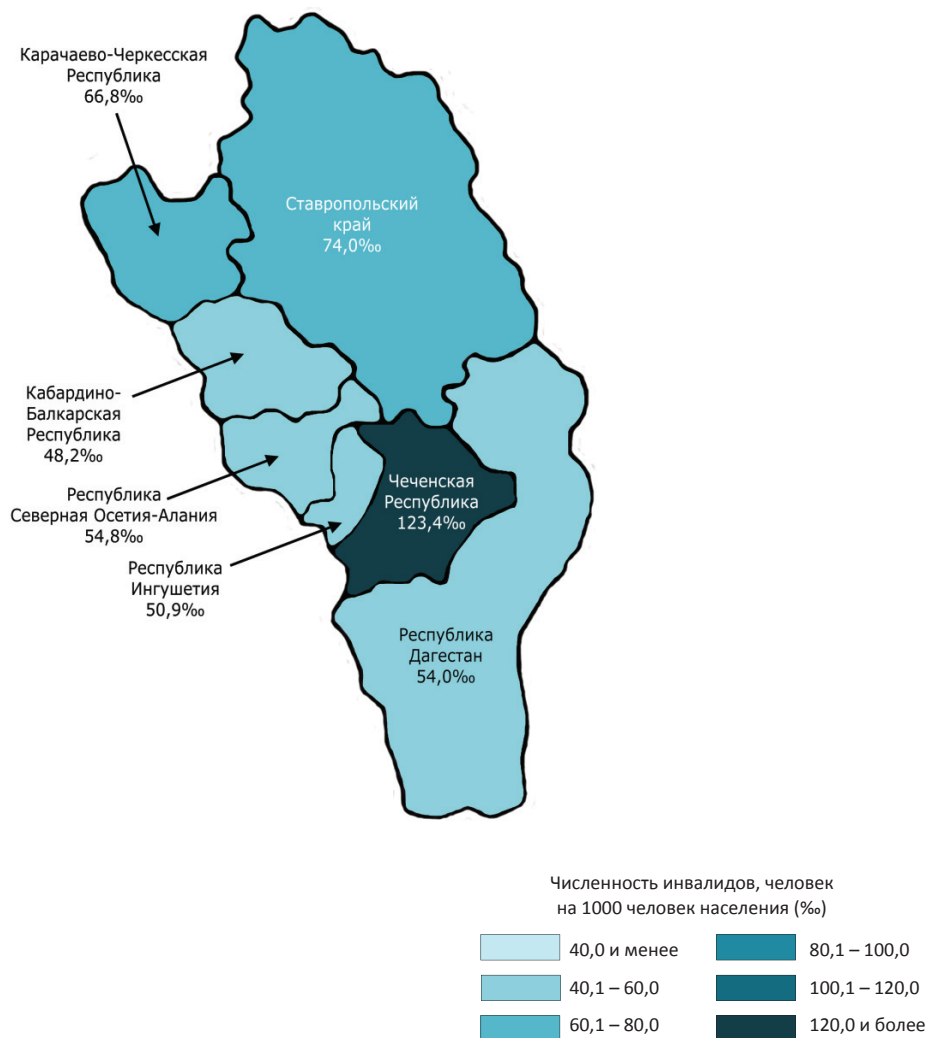 Карачаево-Черкесская
Республика
66,8‰
Ставропольский
край
74,0‰
Кабардино-
Балкарская
Республика
48,2‰
Республика
Северная Осетия-Алания
54,8‰
Республика
Ингушетия
50,9‰
Чеченская
Республика
123,4‰
Республика
Дагестан
54,0‰
Численность инвалидов, человек
на 1000 человек населения (‰)
40,0 и менее
40,1 – 60,0
60,1 – 80,0
80,1 – 100,0
100,1 – 120,0
120,0 и более